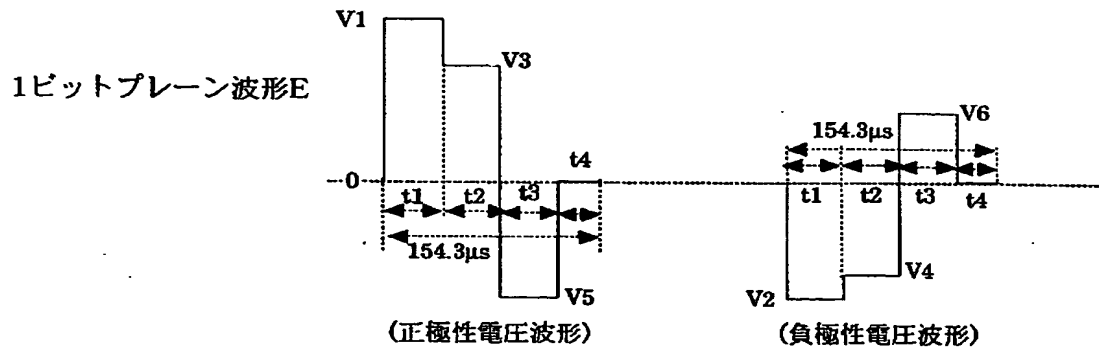 1ビットプレーン波形E
V1
V3
0
t1
t2
t3
t4
154.3μs
V5
(正極性電圧波形)
154.3μs
V6
t1
t2
t3
t4
V2
V4
(負極性電圧波形)